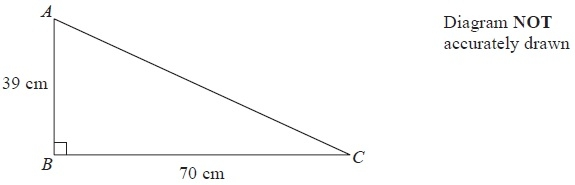 A
Diagram NOT
accurately drawn
39 cm
B
C
70 cm